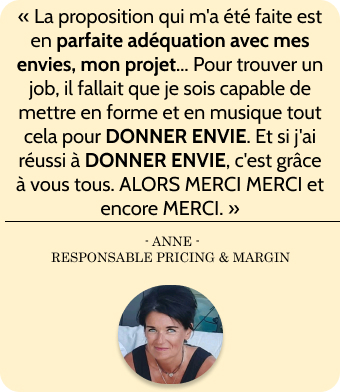 « La proposition qui m'a été faite est
en parfaite adéquation avec mes
envies, mon projet... Pour trouver un
job, il fallait que je sois capable de
mettre en forme et en musique tout
cela pour DONNER ENVIE. Et si j'ai
réussi à DONNER ENVIE, c'est grâce
à vous tous. ALORS MERCI MERCI et
encore MERCI. »
- ANNE -
RESPONSABLE PRICING & MARGIN